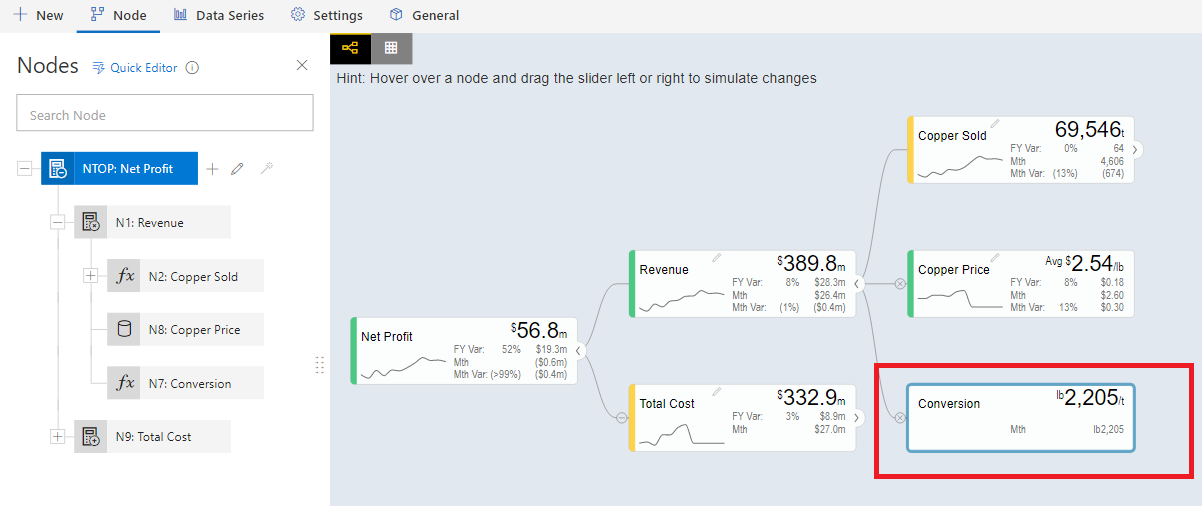 New Node Data Series Settings General
Nodes Quick Editor
Search Node
NTOP: Net Profit
N1: Revenue
fx N2: Copper Sold
N8: Copper Price
fx N7: Conversion
N9: Total Cost
Hint: Hover over a node and drag the slider left or right to simulate changes
Net Profit $56.8m
FY Var: 52% $19.3m
Mth ($0.6m)
Mth Var: (>99%) ($0.4m)
Revenue $389.8m
FY Var: 8% $28.3m
Mth $26.4m
Mth Var: (1%) ($0.4m)
Total Cost $332.9m
FY Var: 3% $8.9m
Mth $27.0m
Copper Sold 69,546t
FY Var: 0% 64
Mth 4,606
Mth Var: (13%) (674)
Copper Price Avg $2.54/lb
FY Var: 8% $0.18
Mth $2.60
Mth Var: 13% $0.30
Conversion lb2,205/t
Mth lb2,205